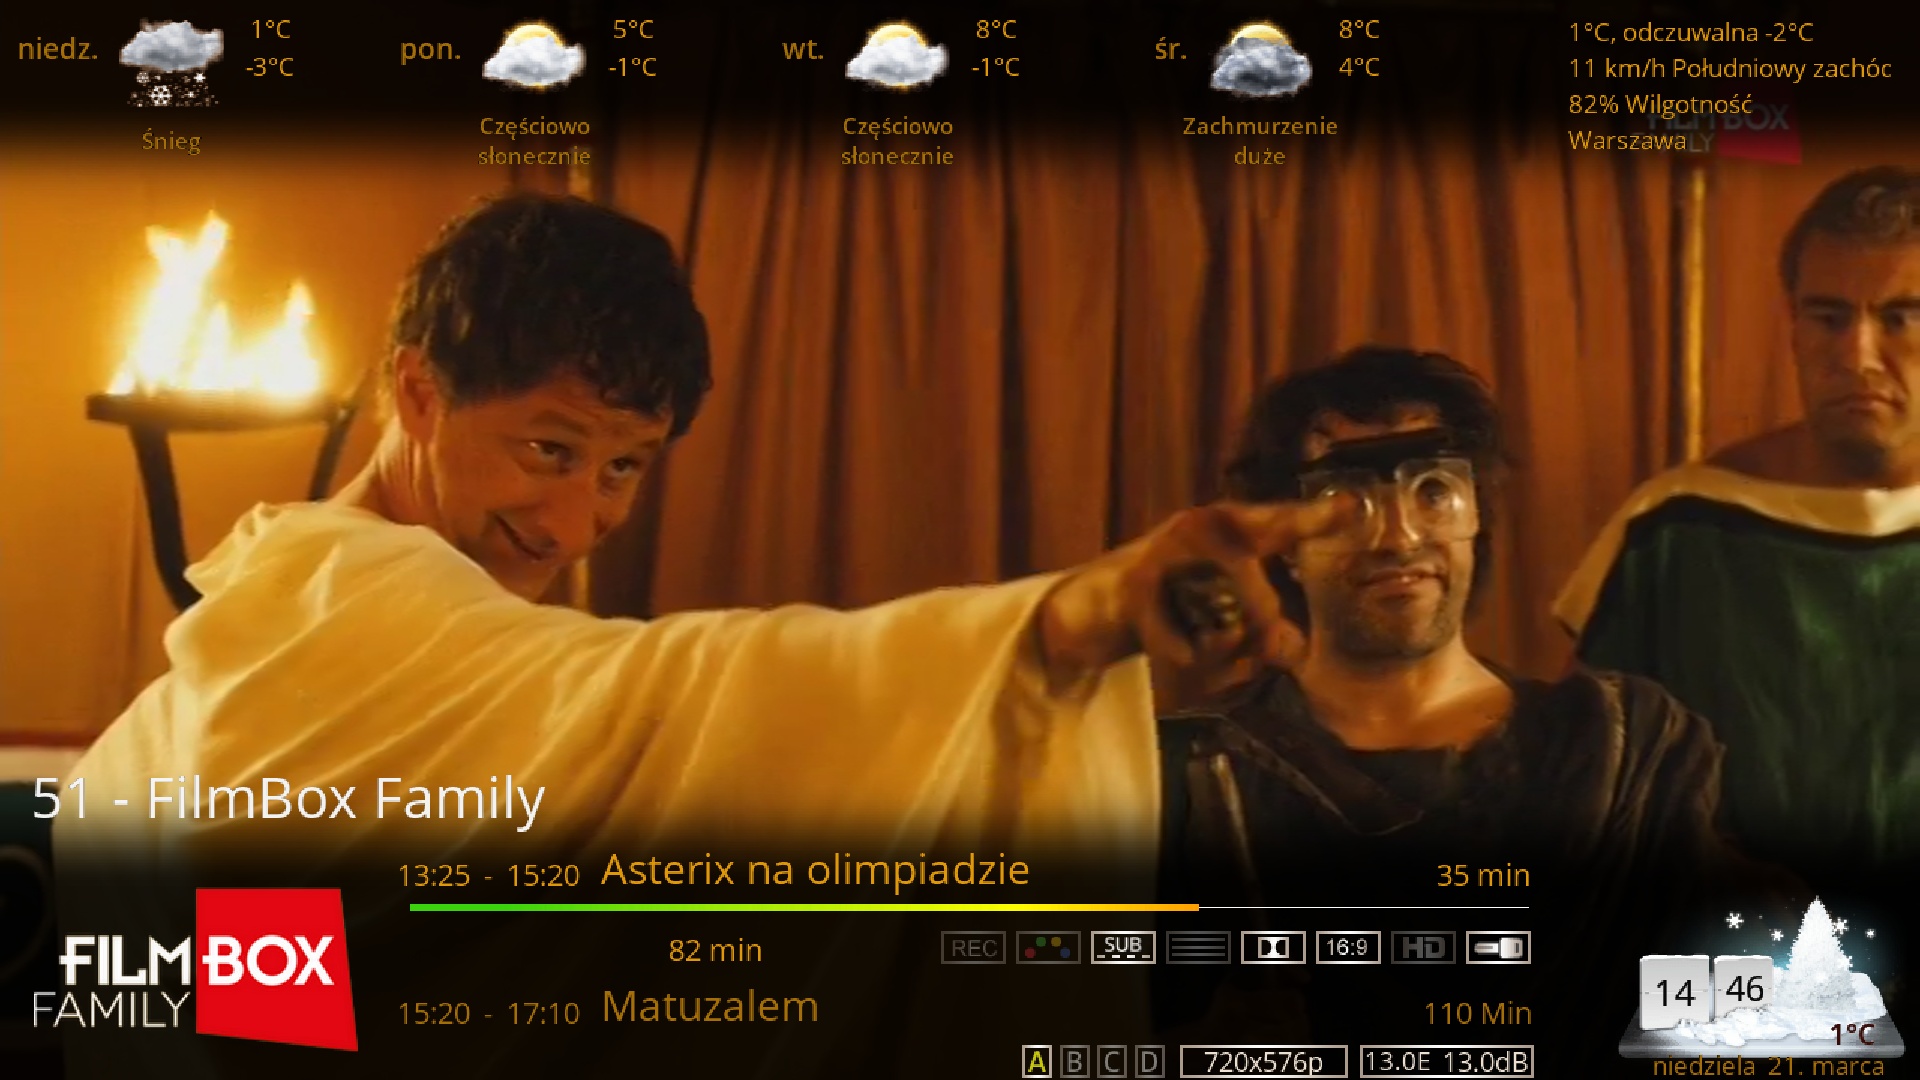 niedz.
1°C
-3°C
Śnieg
pon.
5°C
-1°C
Częściowo
słonecznie
wt.
8°C
-1°C
Częściowo
słonecznie
śr.
8°C
4°C
Zachmurzenie
duże
1°C, odczuwalna -2°C
11 km/h Południowy zachóc
82% Wilgotność
Warszawa
FILMBOX
FAMILY
51 - FilmBox Family
13:25 - 15:20 Asterix na olimpiadzie 35 min
82 min
REC SUB 16:9 HD
15:20 - 17:10 Matuzalem 110 Min
A B C D 720x576p 13.0E 13.0dB
FILMBOX
FAMILY
14 46
1°C
niedziela 21. marca